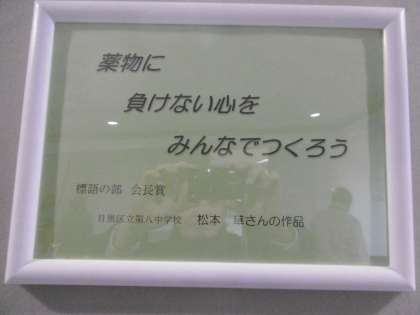 薬物に
負けない心を
みんなでつくろう
標語の部 会長賞
目黒区立第八中学校 松本 さんの作品